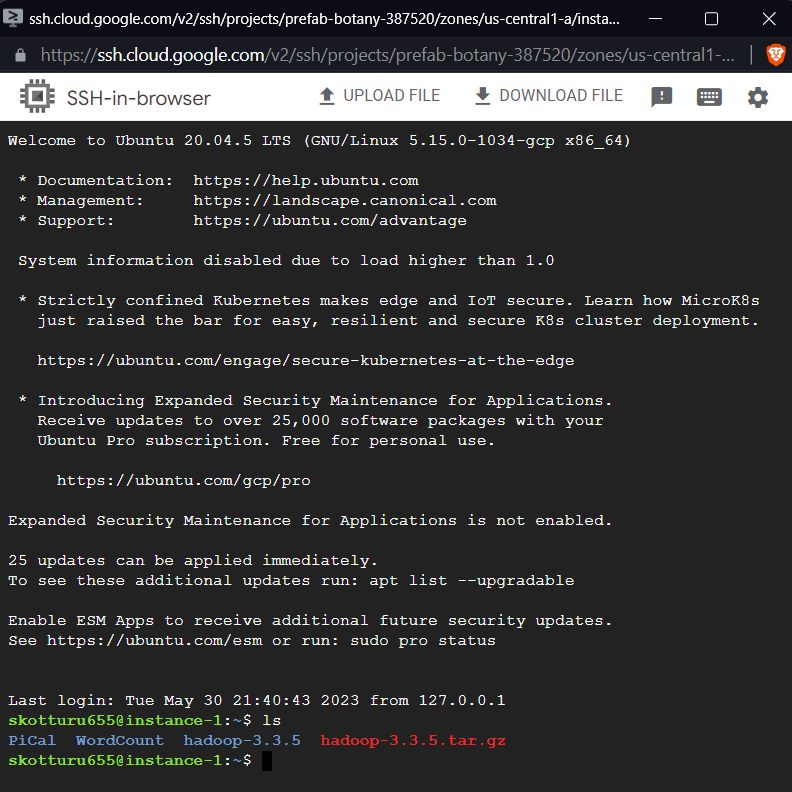 ssh.cloud.google.com/v2/ssh/projects/prefab-botany-387520/zones/us-central1-a/insta...
https://ssh.cloud.google.com/v2/ssh/projects/prefab-botany-387520/zones/us-central1-...
SSH-in-browser
UPLOAD FILE
DOWNLOAD FILE
Welcome to Ubuntu 20.04.5 LTS (GNU/Linux 5.15.0-1034-gcp x86_64)
* Documentation:  https://help.ubuntu.com
* Management:     https://landscape.canonical.com
* Support:        https://ubuntu.com/advantage
System information disabled due to load higher than 1.0
* Strictly confined Kubernetes makes edge and IoT secure. Learn how MicroK8s
just raised the bar for easy, resilient and secure K8s cluster deployment.
https://ubuntu.com/engage/secure-kubernetes-at-the-edge
* Introducing Expanded Security Maintenance for Applications.
Receive updates to over 25,000 software packages with your
Ubuntu Pro subscription. Free for personal use.
https://ubuntu.com/gcp/pro
Expanded Security Maintenance for Applications is not enabled.
25 updates can be applied immediately.
To see these additional updates run: apt list --upgradable
Enable ESM Apps to receive additional future security updates.
See https://ubuntu.com/esm or run: sudo pro status
Last login: Tue May 30 21:40:43 2023 from 127.0.0.1
skotturu655@instance-1:~$ ls
PiCal  WordCount  hadoop-3.3.5  hadoop-3.3.5.tar.gz
skotturu655@instance-1:~$